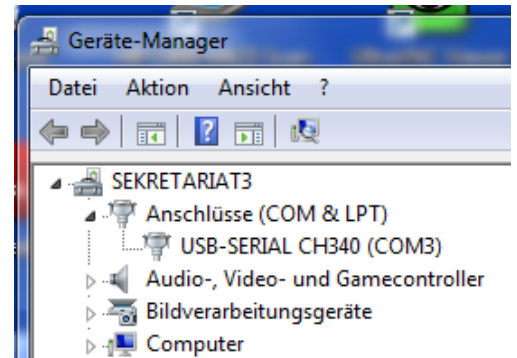 Geräte-Manager
Datei Aktion Ansicht ?
SEKRETARIAT3
Anschlüsse (COM & LPT)
USB-SERIAL CH340 (COM3)
Audio-, Video- und Gamecontroller
Bildverarbeitungsgeräte
Computer